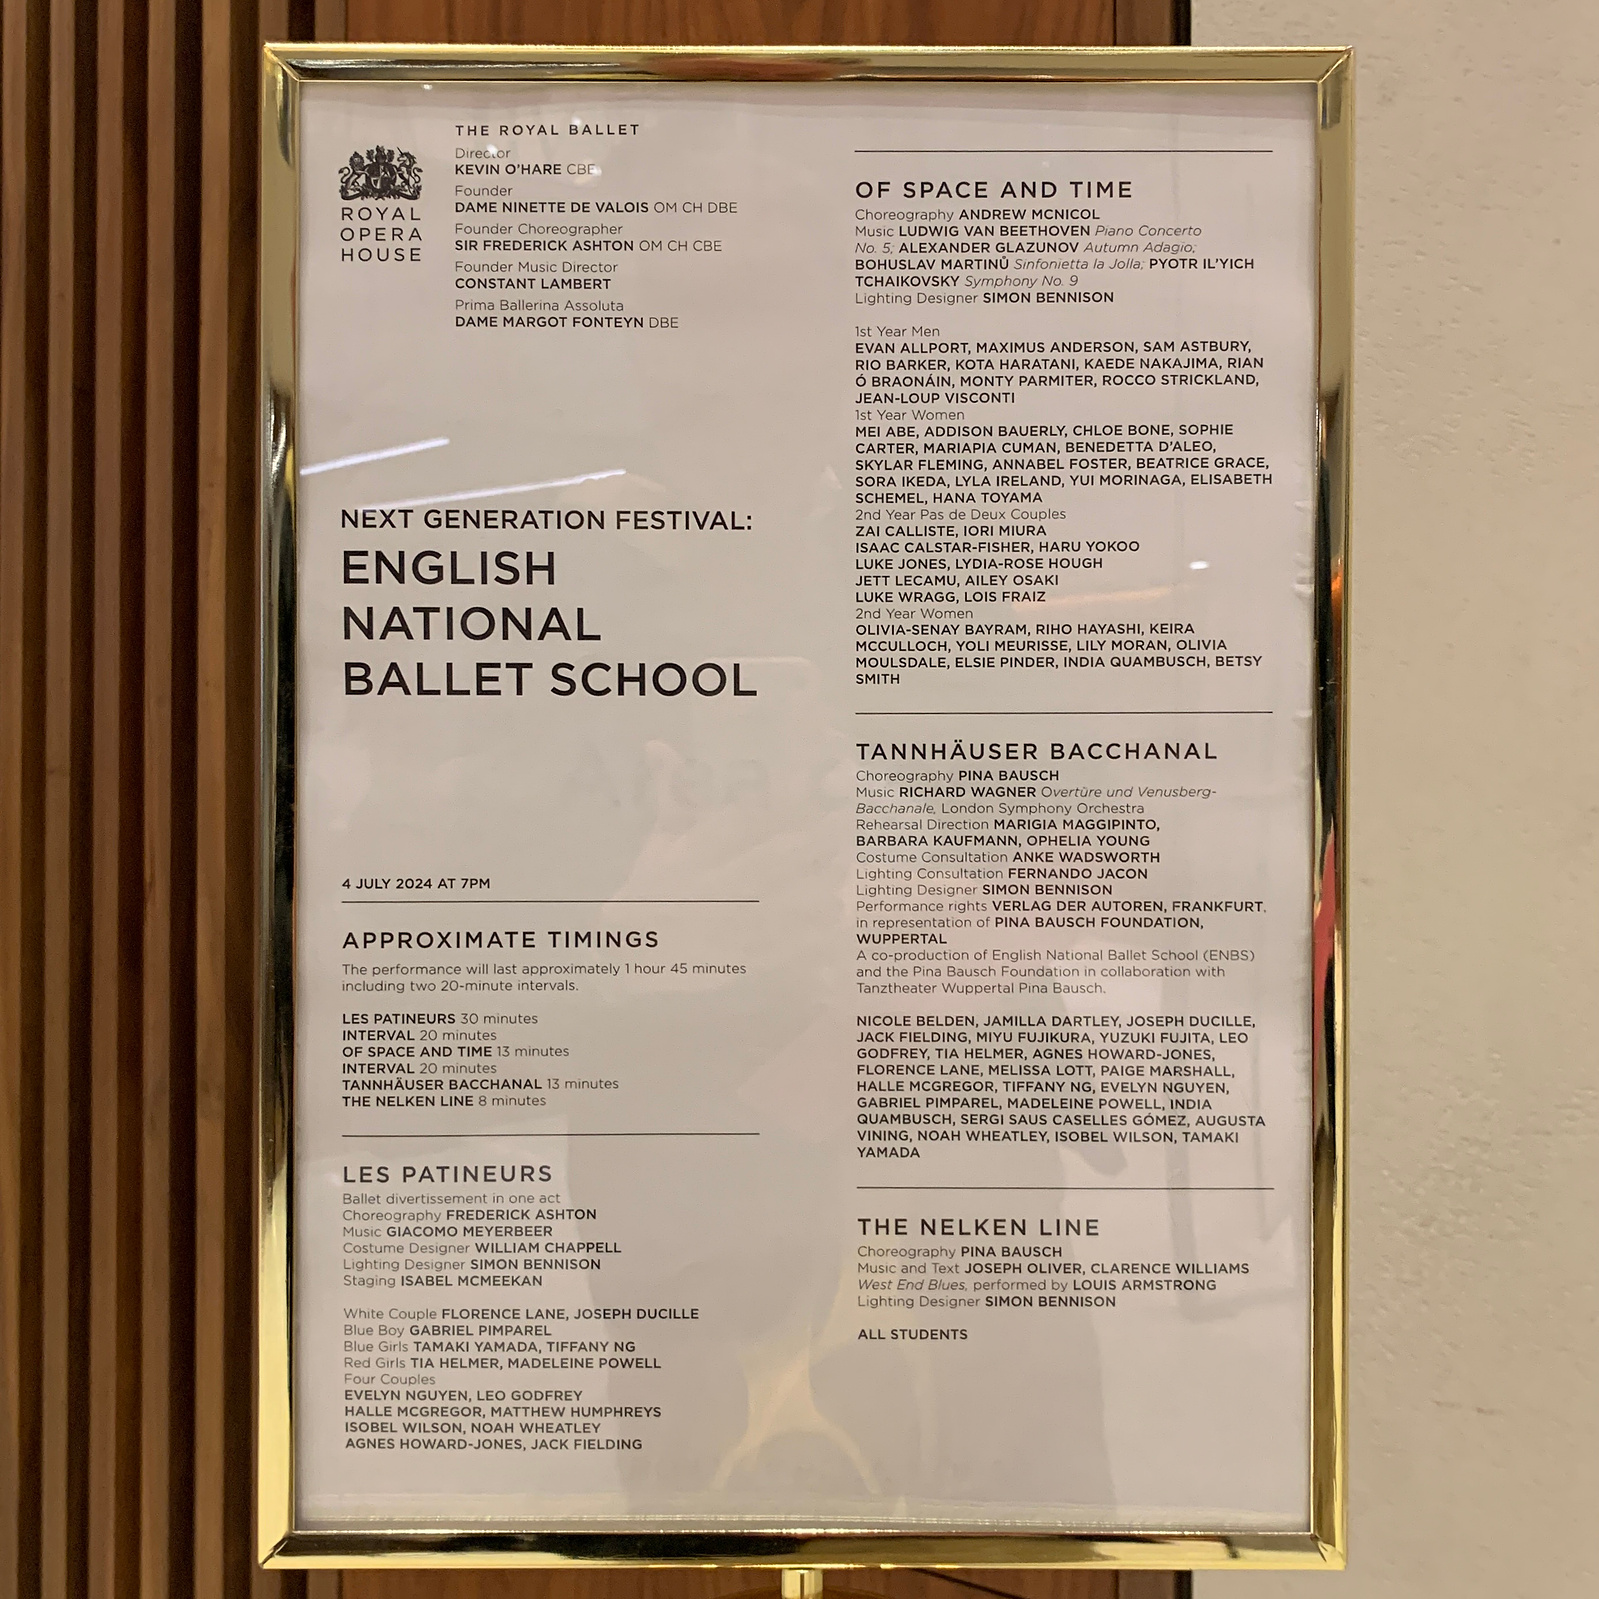 ROYAL
OPERA
HOUSE
THE ROYAL BALLET
Director
KEVIN O'HARE CBE
Founder
DAME NINETTE DE VALOIS OM CH DBE
Founder Choreographer
SIR FREDERICK ASHTON OM CH CBE
Founder Music Director
CONSTANT LAMBERT
Prima Ballerina Assoluta
DAME MARGOT FONTEYN DBE
NEXT GENERATION FESTIVAL:
ENGLISH
NATIONAL
BALLET SCHOOL
4 JULY 2024 AT 7PM
APPROXIMATE TIMINGS
The performance will last approximately 1 hour 45 minutes
including two 20-minute intervals.
LES PATINEURS 30 minutes
INTERVAL 20 minutes
OF SPACE AND TIME 13 minutes
INTERVAL 20 minutes
TANNHÄUSER BACCHANAL 13 minutes
THE NELKEN LINE 8 minutes
LES PATINEURS
Ballet divertissement in one act
Choreography FREDERICK ASHTON
Music GIACOMO MEYERBEER
Costume Designer WILLIAM CHAPPELL
Lighting Designer SIMON BENNISON
Staging ISABEL MCMEEKAN
White Couple FLORENCE LANE, JOSEPH DUCILLE
Blue Boy GABRIEL PIMPAREL
Blue Girls TAMAKI YAMADA, TIFFANY NG
Red Girls TIA HELMER, MADELEINE POWELL
Four Couples
EVELYN NGUYEN, LEO GODFREY
HALLE MCGREGOR, MATTHEW HUMPHREYS
ISOBEL WILSON, NOAH WHEATLEY
AGNES HOWARD-JONES, JACK FIELDING
OF SPACE AND TIME
Choreography ANDREW MCNICOL
Music LUDWIG VAN BEETHOVEN Piano Concerto
No. 5; ALEXANDER GLAZUNOV Autumn Adagio;
BOHUSLAV MARTINŮ Sinfonietta la Jolla; PYOTR IL'YICH
TCHAIKOVSKY Symphony No. 9
Lighting Designer SIMON BENNISON
1st Year Men
EVAN ALLPORT, MAXIMUS ANDERSON, SAM ASTBURY,
RIO BARKER, KOTA HARATANI, KAEDE NAKAJIMA, RIAN
Ó BRAONÁIN, MONTY PARMITER, ROCCO STRICKLAND,
JEAN-LOUP VISCONTI
1st Year Women
MEI ABE, ADDISON BAUERLY, CHLOE BONE, SOPHIE
CARTER, MARIAPIA CUMAN, BENEDETTA D'ALEO,
SKYLAR FLEMING, ANNABEL FOSTER, BEATRICE GRACE,
SORA IKEDA, LYLA IRELAND, YUI MORINAGA, ELISABETH
SCHEMEL, HANA TOYAMA
2nd Year Pas de Deux Couples
ZAI CALLISTE, IORI MIURA
ISAAC CALSTAR-FISHER, HARU YOKOO
LUKE JONES, LYDIA-ROSE HOUGH
JETT LECAMU, AILEY OSAKI
LUKE WRAGG, LOIS FRAIZ
2nd Year Women
OLIVIA-SENAY BAYRAM, RIHO HAYASHI, KEIRA
MCCULLOCH, YOLI MEURISSE, LILY MORAN, OLIVIA
MOULSDALE, ELSIE PINDER, INDIA QUAMBUSCH, BETSY
SMITH
TANNHÄUSER BACCHANAL
Choreography PINA BAUSCH
Music RICHARD WAGNER Overtüre und Venusberg-
Bacchanale, London Symphony Orchestra
Rehearsal Direction MARIGIA MAGGIPINTO,
BARBARA KAUFMANN, OPHELIA YOUNG
Costume Consultation ANKE WADSWORTH
Lighting Consultation FERNANDO JACON
Lighting Designer SIMON BENNISON
Performance rights VERLAG DER AUTOREN, FRANKFURT,
in representation of PINA BAUSCH FOUNDATION,
WUPPERTAL
A co-production of English National Ballet School (ENBS)
and the Pina Bausch Foundation in collaboration with
Tanztheater Wuppertal Pina Bausch.
NICOLE BELDEN, JAMILLA DARTLEY, JOSEPH DUCILLE,
JACK FIELDING, MIYU FUJIKURA, YUZUKI FUJITA, LEO
GODFREY, TIA HELMER, AGNES HOWARD-JONES,
FLORENCE LANE, MELISSA LOTT, PAIGE MARSHALL,
HALLE MCGREGOR, TIFFANY NG, EVELYN NGUYEN,
GABRIEL PIMPAREL, MADELEINE POWELL, INDIA
QUAMBUSCH, SERGI SAUS CASELLES GÓMEZ, AUGUSTA
VINING, NOAH WHEATLEY, ISOBEL WILSON, TAMAKI
YAMADA
THE NELKEN LINE
Choreography PINA BAUSCH
Music and Text JOSEPH OLIVER, CLARENCE WILLIAMS
West End Blues, performed by LOUIS ARMSTRONG
Lighting Designer SIMON BENNISON
ALL STUDENTS